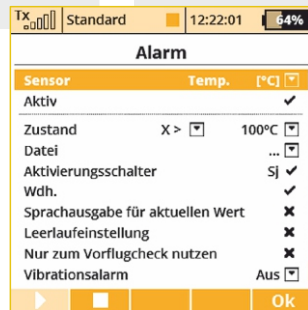 Tx Standard 12:22:01 64%
Alarm
Sensor Temp. [°C]
Aktiv
Zustand X > 100°C
Datei ...
Aktivierungsschalter Sj
Wdh.
Sprachausgabe für aktuellen Wert
Leerlaufeinstellung
Nur zum Vorflugcheck nutzen
Vibrationsalarm Aus
Ok